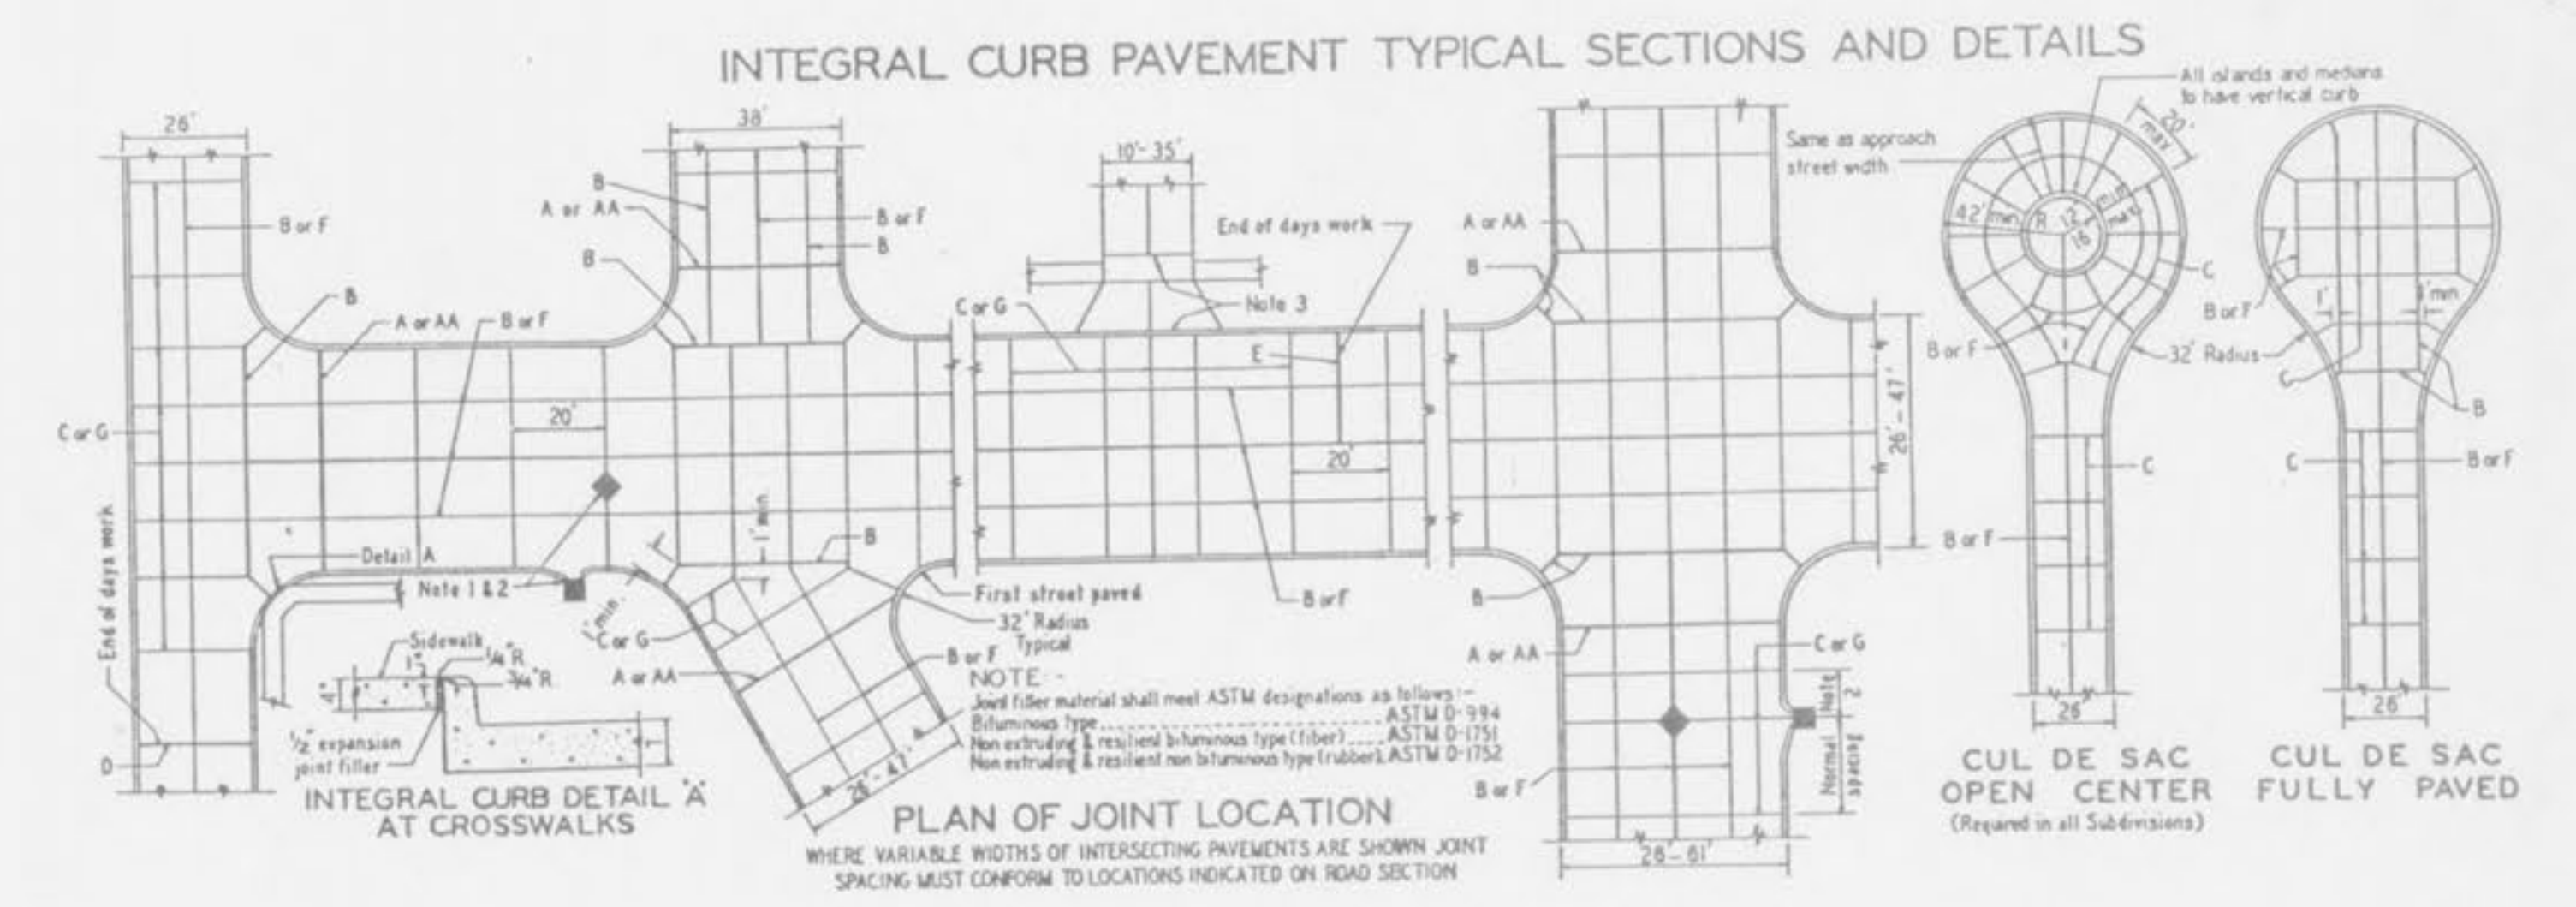 INTEGRAL CURB PAVEMENT TYPICAL SECTIONS AND DETAILS
26'
38'
10'-35'
All islands and medians
to have vertical curb
20'
max
Same as approach
street width
B
A or AA
B or F
B
B or F
B
End of days work
A or AA
B
42' min
R
12
16
min
max
C
B
A or AA
B or F
C or G
Note 3
E
B or F
1'
1' min
B or F
32' Radius
C
B
20'
C or G
20'
26'-47'
C
C
B or F
End of days work
Detail A
Note 1 & 2
1' min.
B
B or F
1' min.
First street paved
32' Radius
Typical
B or F
B
C or G
A or AA
B or F
A or AA
C or G
Sidewalk
1"
1/4"R
3/4"R
4"
1/2" expansion
joint filler
D
T
INTEGRAL CURB DETAIL "A"
AT CROSSWALKS
26'-47'
NOTE -
Joint filler material shall meet ASTM designations as follows:-
Bituminous type ASTM D-994
Non extruding & resilient bituminous type (fiber) ASTM D-1751
Non extruding & resilient non bituminous type (rubber) ASTM D-1752
PLAN OF JOINT LOCATION
WHERE VARIABLE WIDTHS OF INTERSECTING PAVEMENTS ARE SHOWN JOINT
SPACING MUST CONFORM TO LOCATIONS INDICATED ON ROAD SECTION
B or F
Note 2
Normal
spaces
26'
26'
CUL DE SAC
OPEN CENTER
(Required in all Subdivisions)
CUL DE SAC
FULLY PAVED